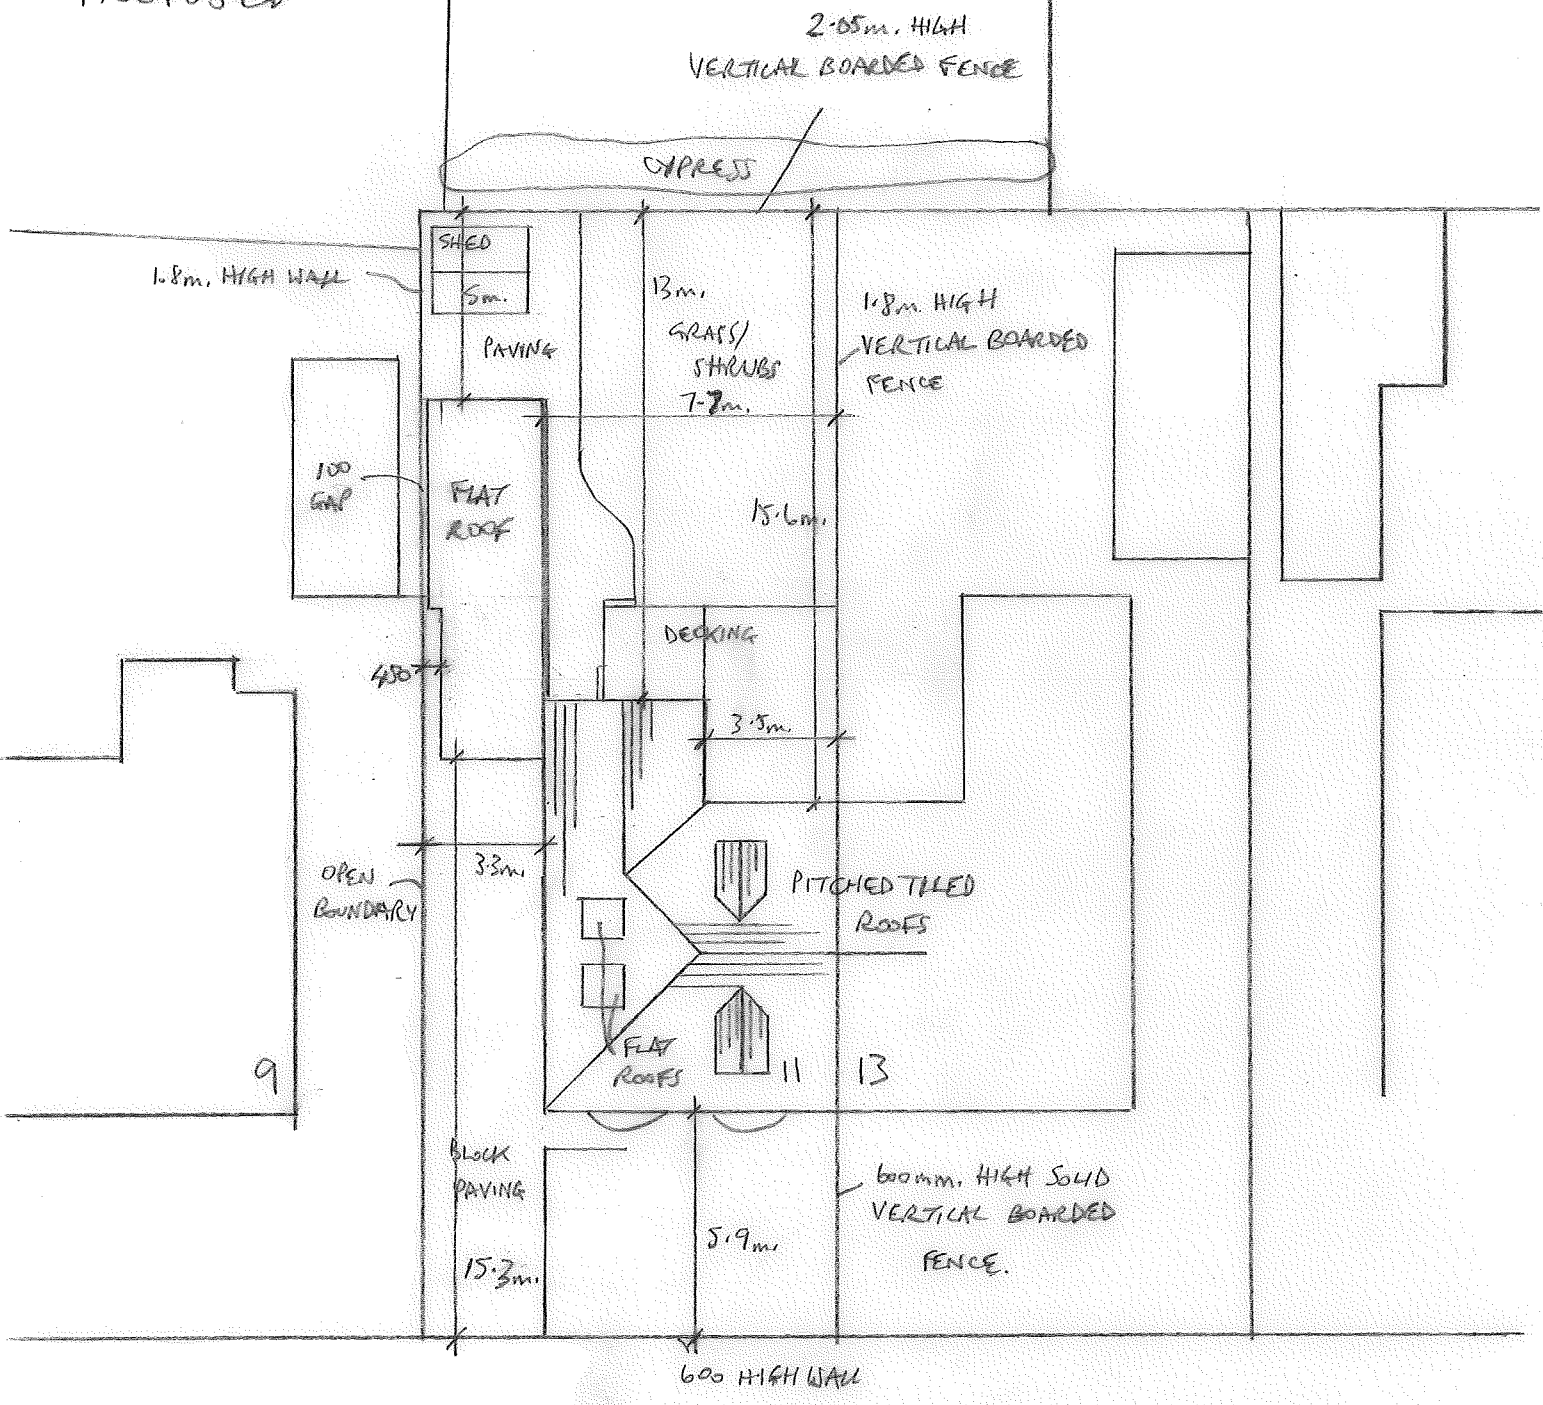 PROPOSED
2.05m. HIGH
VERTICAL BOARDED FENCE
CYPRESS
SHED
1.8m. HIGH WALL
5m.
13m.
GRASS/
SHRUBS
7.7m.
PAVING
1.8m. HIGH
VERTICAL BOARDED
FENCE
100
GAP
FLAT
ROOF
15.6m.
DECKING
450
3.5m.
3.3m.
OPEN
BOUNDARY
PITCHED TILED
ROOFS
FLAT
ROOFS
9
11
13
BLOCK
PAVING
600mm. HIGH SOLID
VERTICAL BOARDED
FENCE.
5.9m.
15.3m.
600 HIGH WALL